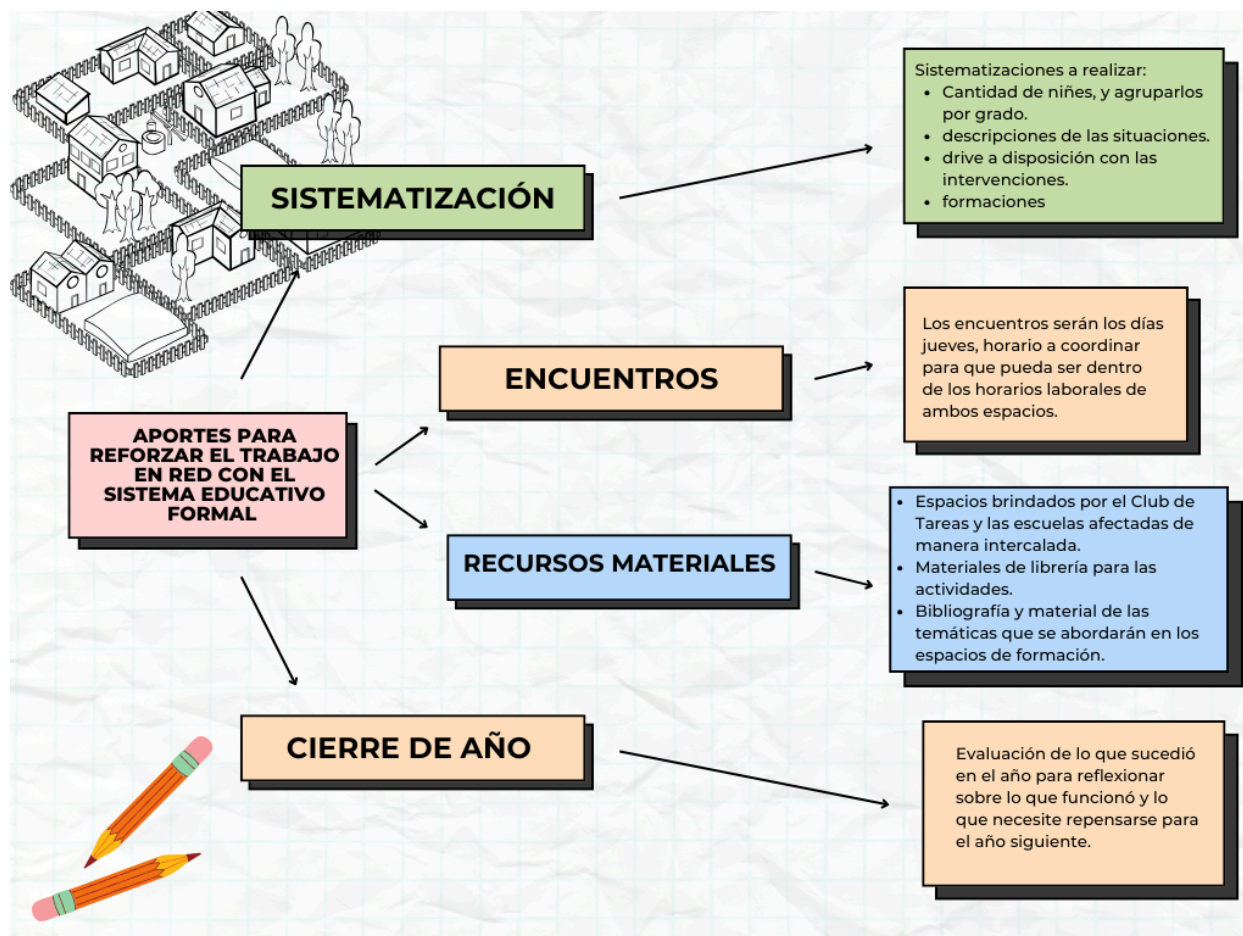 Sistematizaciones a realizar:
• Cantidad de niñes, y agruparlos
por grado.
• descripciones de las situaciones.
• drive a disposición con las
intervenciones.
• formaciones
SISTEMATIZACIÓN
Los encuentros serán los días
jueves, horario a coordinar
para que pueda ser dentro
de los horarios laborales de
ambos espacios.
ENCUENTROS
APORTES PARA
REFORZAR EL TRABAJO
EN RED CON EL
SISTEMA EDUCATIVO
FORMAL
• Espacios brindados por el Club de
Tareas y las escuelas afectadas de
manera intercalada.
• Materiales de librería para las
actividades.
• Bibliografía y material de las
temáticas que se abordarán en los
espacios de formación.
RECURSOS MATERIALES
CIERRE DE AÑO
Evaluación de lo que sucedió
en el año para reflexionar
sobre lo que funcionó y lo
que necesite repensarse para
el año siguiente.